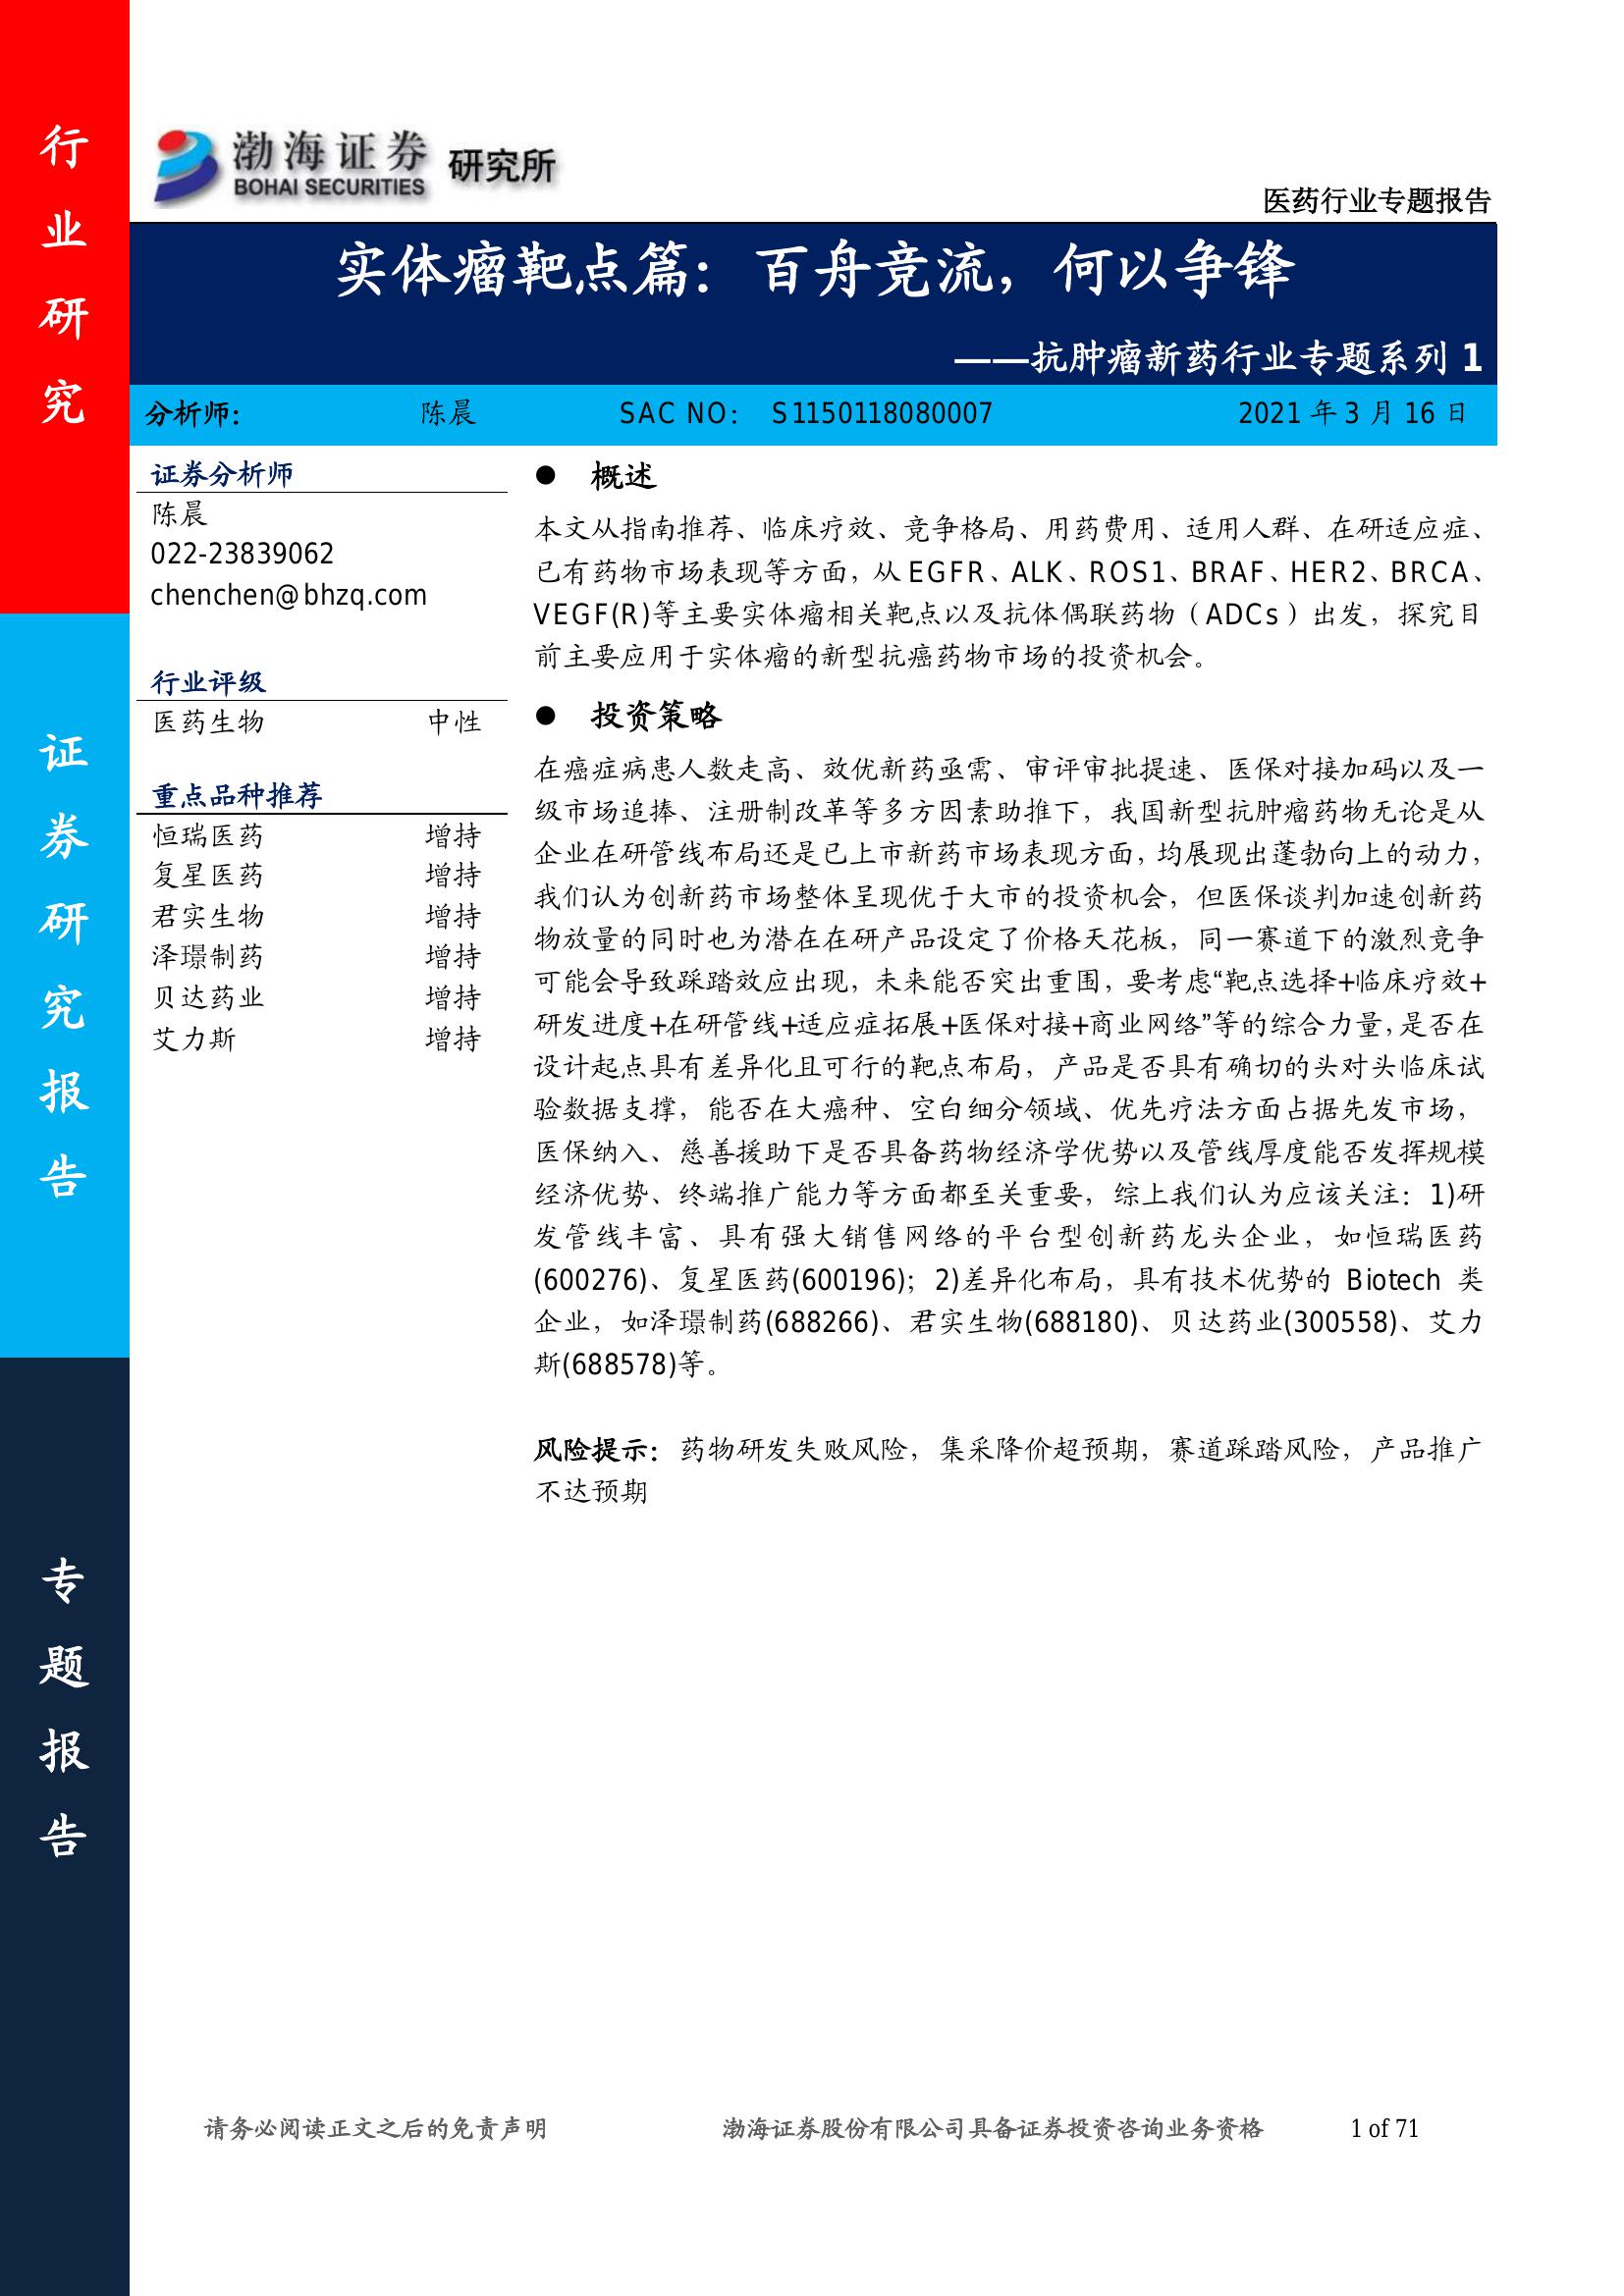 行
业
研
究
证
券
研
究
报
告
专
题
报
告
渤海证券 研究所
BOHAI SECURITIES
医药行业专题报告
实体瘤靶点篇：百舟竞流，何以争锋
——抗肿瘤新药行业专题系列 1
分析师： 陈晨 SAC NO： S1150118080007 2021 年 3 月 16 日
证券分析师
陈晨
022-23839062
chenchen@bhzq.com
行业评级
医药生物 中性
重点品种推荐
恒瑞医药 增持
复星医药 增持
君实生物 增持
泽璟制药 增持
贝达药业 增持
艾力斯 增持
● 概述
本文从指南推荐、临床疗效、竞争格局、用药费用、适用人群、在研适应症、
已有药物市场表现等方面，从 EGFR、ALK、ROS1、BRAF、HER2、BRCA、
VEGF(R)等主要实体瘤相关靶点以及抗体偶联药物（ADCs）出发，探究目
前主要应用于实体瘤的新型抗癌药物市场的投资机会。
● 投资策略
在癌症病患人数走高、效优新药亟需、审评审批提速、医保对接加码以及一
级市场追捧、注册制改革等多方因素助推下，我国新型抗肿瘤药物无论是从
企业在研管线布局还是已上市新药市场表现方面，均展现出蓬勃向上的动力，
我们认为创新药市场整体呈现优于大市的投资机会，但医保谈判加速创新药
物放量的同时也为潜在在研产品设定了价格天花板，同一赛道下的激烈竞争
可能会导致踩踏效应出现，未来能否突出重围，要考虑“靶点选择+临床疗效+
研发进度+在研管线+适应症拓展+医保对接+商业网络”等的综合力量，是否在
设计起点具有差异化且可行的靶点布局，产品是否具有确切的头对头临床试
验数据支撑，能否在大癌种、空白细分领域、优先疗法方面占据先发市场，
医保纳入、慈善援助下是否具备药物经济学优势以及管线厚度能否发挥规模
经济优势、终端推广能力等方面都至关重要，综上我们认为应该关注：1)研
发管线丰富、具有强大销售网络的平台型创新药龙头企业，如恒瑞医药
(600276)、复星医药(600196)；2)差异化布局，具有技术优势的 Biotech 类
企业，如泽璟制药(688266)、君实生物(688180)、贝达药业(300558)、艾力
斯(688578)等。
风险提示：药物研发失败风险，集采降价超预期，赛道踩踏风险，产品推广
不达预期
请务必阅读正文之后的免责声明 渤海证券股份有限公司具备证券投资咨询业务资格 1 of 71